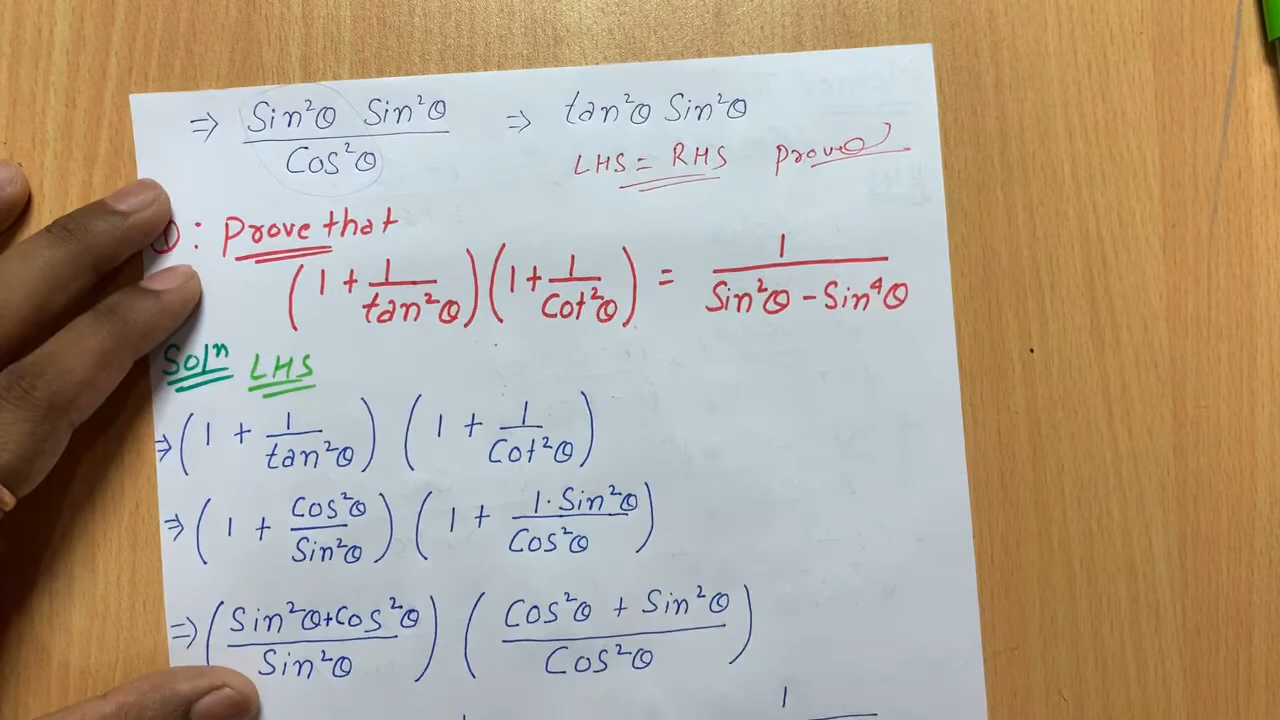 ⇒ Sin²θ Sin²θ / Cos²θ ⇒ tan²θ Sin²θ
LHS = RHS Prove
: Prove that
(1 + 1/tan²θ)(1 + 1/Cot²θ) = 1/(Sin²θ - Sin⁴θ)
Solⁿ LHS
⇒ (1 + 1/tan²θ) (1 + 1/Cot²θ)
⇒ (1 + Cos²θ/Sin²θ) (1 + 1·Sin²θ/Cos²θ)
⇒ ((Sin²θ+Cos²θ)/Sin²θ) ((Cos²θ + Sin²θ)/Cos²θ)
1